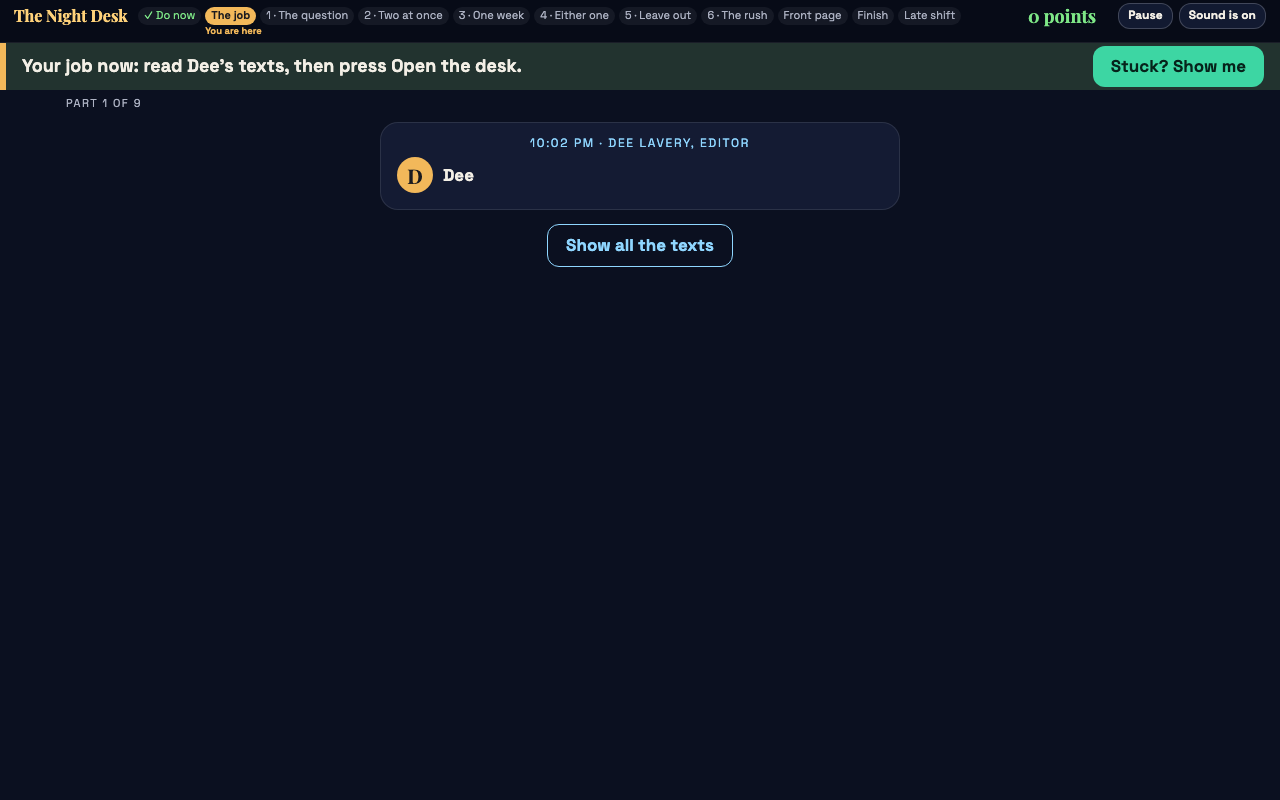 The Night Desk ✓ Do now The job 1 · The question 2 · Two at once 3 · One week 4 · Either one 5 · Leave out 6 · The rush Front page Finish Late shift 0 points Pause Sound is on
You are here
Your job now: read Dee's texts, then press Open the desk. Stuck? Show me
PART 1 OF 9
10:02 PM · DEE LAVERY, EDITOR
D Dee
Show all the texts